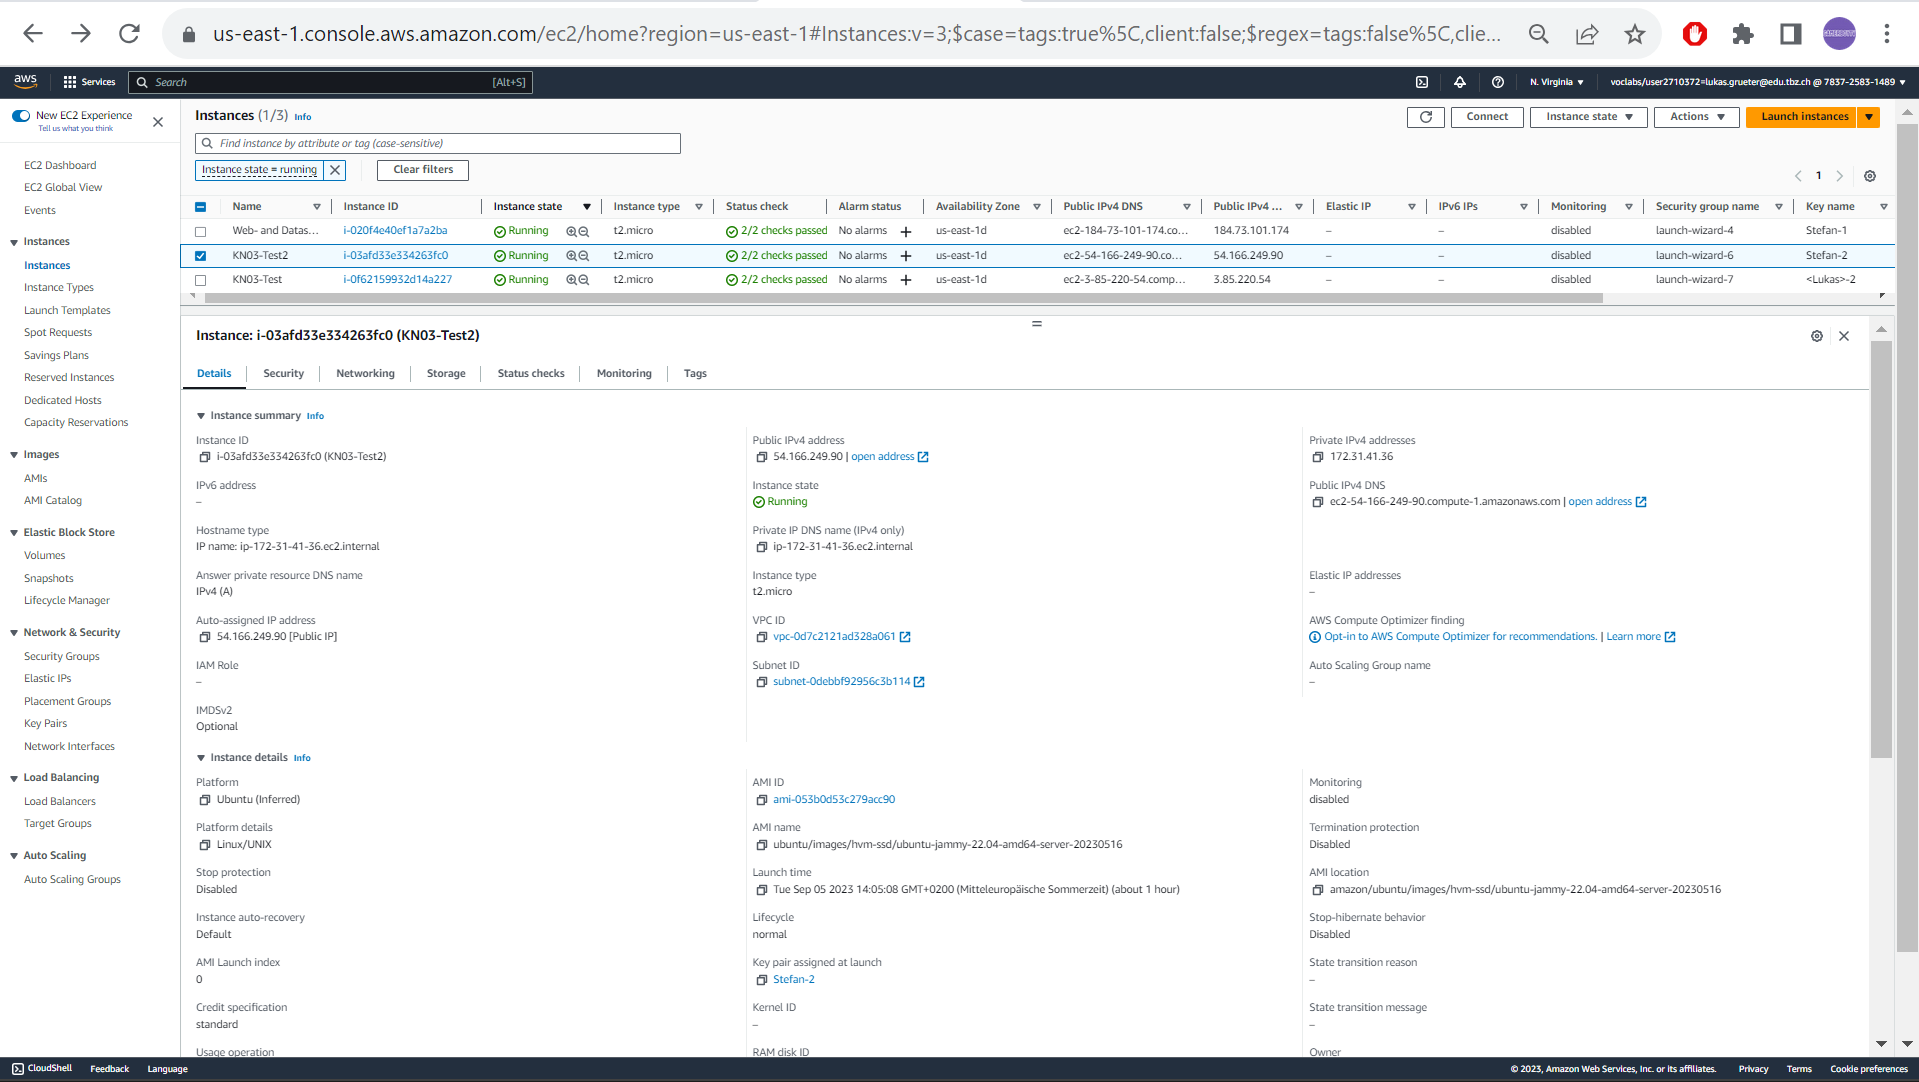 us-east-1.console.aws.amazon.com/ec2/home?region=us-east-1#Instances:v=3;$case=tags:true%5C,client:false;$regex=tags:false%5C,clie...
aws Services Search [Alt+S] N. Virginia voclabs/user2710372=lukas.grueter@edu.tbz.ch @ 7837-2583-1489
New EC2 Experience
Tell us what you think
EC2 Dashboard
EC2 Global View
Events
Instances
Instances
Instance Types
Launch Templates
Spot Requests
Savings Plans
Reserved Instances
Dedicated Hosts
Capacity Reservations
Images
AMIs
AMI Catalog
Elastic Block Store
Volumes
Snapshots
Lifecycle Manager
Network & Security
Security Groups
Elastic IPs
Placement Groups
Key Pairs
Network Interfaces
Load Balancing
Load Balancers
Target Groups
Auto Scaling
Auto Scaling Groups
Instances (1/3) Info
Connect Instance state Actions Launch instances
Find instance by attribute or tag (case-sensitive)
Instance state = running Clear filters
1
Name Instance ID Instance state Instance type Status check Alarm status Availability Zone Public IPv4 DNS Public IPv4 ... Elastic IP IPv6 IPs Monitoring Security group name Key name
Web- and Datas... i-020f4e40ef1a7a2ba Running t2.micro 2/2 checks passed No alarms us-east-1d ec2-184-73-101-174.co... 184.73.101.174 – – disabled launch-wizard-4 Stefan-1
KN03-Test2 i-03afd33e334263fc0 Running t2.micro 2/2 checks passed No alarms us-east-1d ec2-54-166-249-90.co... 54.166.249.90 – – disabled launch-wizard-6 Stefan-2
KN03-Test i-0f62159932d14a227 Running t2.micro 2/2 checks passed No alarms us-east-1d ec2-3-85-220-54.comp... 3.85.220.54 – – disabled launch-wizard-7 <Lukas>-2
Instance: i-03afd33e334263fc0 (KN03-Test2)
Details Security Networking Storage Status checks Monitoring Tags
Instance summary Info
Instance ID
i-03afd33e334263fc0 (KN03-Test2)
Public IPv4 address
54.166.249.90 | open address
Private IPv4 addresses
172.31.41.36
IPv6 address
–
Instance state
Running
Public IPv4 DNS
ec2-54-166-249-90.compute-1.amazonaws.com | open address
Hostname type
IP name: ip-172-31-41-36.ec2.internal
Private IP DNS name (IPv4 only)
ip-172-31-41-36.ec2.internal
Answer private resource DNS name
IPv4 (A)
Instance type
t2.micro
Elastic IP addresses
–
Auto-assigned IP address
54.166.249.90 [Public IP]
VPC ID
vpc-0d7c2121ad328a061
AWS Compute Optimizer finding
Opt-in to AWS Compute Optimizer for recommendations. | Learn more
IAM Role
–
Subnet ID
subnet-0debbf92956c3b114
Auto Scaling Group name
–
IMDSv2
Optional
Instance details Info
Platform
Ubuntu (Inferred)
AMI ID
ami-053b0d53c279acc90
Monitoring
disabled
Platform details
Linux/UNIX
AMI name
ubuntu/images/hvm-ssd/ubuntu-jammy-22.04-amd64-server-20230516
Termination protection
Disabled
Stop protection
Disabled
Launch time
Tue Sep 05 2023 14:05:08 GMT+0200 (Mitteleuropäische Sommerzeit) (about 1 hour)
AMI location
amazon/ubuntu/images/hvm-ssd/ubuntu-jammy-22.04-amd64-server-20230516
Instance auto-recovery
Default
Lifecycle
normal
Stop-hibernate behavior
Disabled
AMI Launch index
0
Key pair assigned at launch
Stefan-2
State transition reason
–
Credit specification
standard
Kernel ID
–
State transition message
–
Usage operation
RAM disk ID
Owner
CloudShell Feedback Language © 2023, Amazon Web Services, Inc. or its affiliates. Privacy Terms Cookie preferences